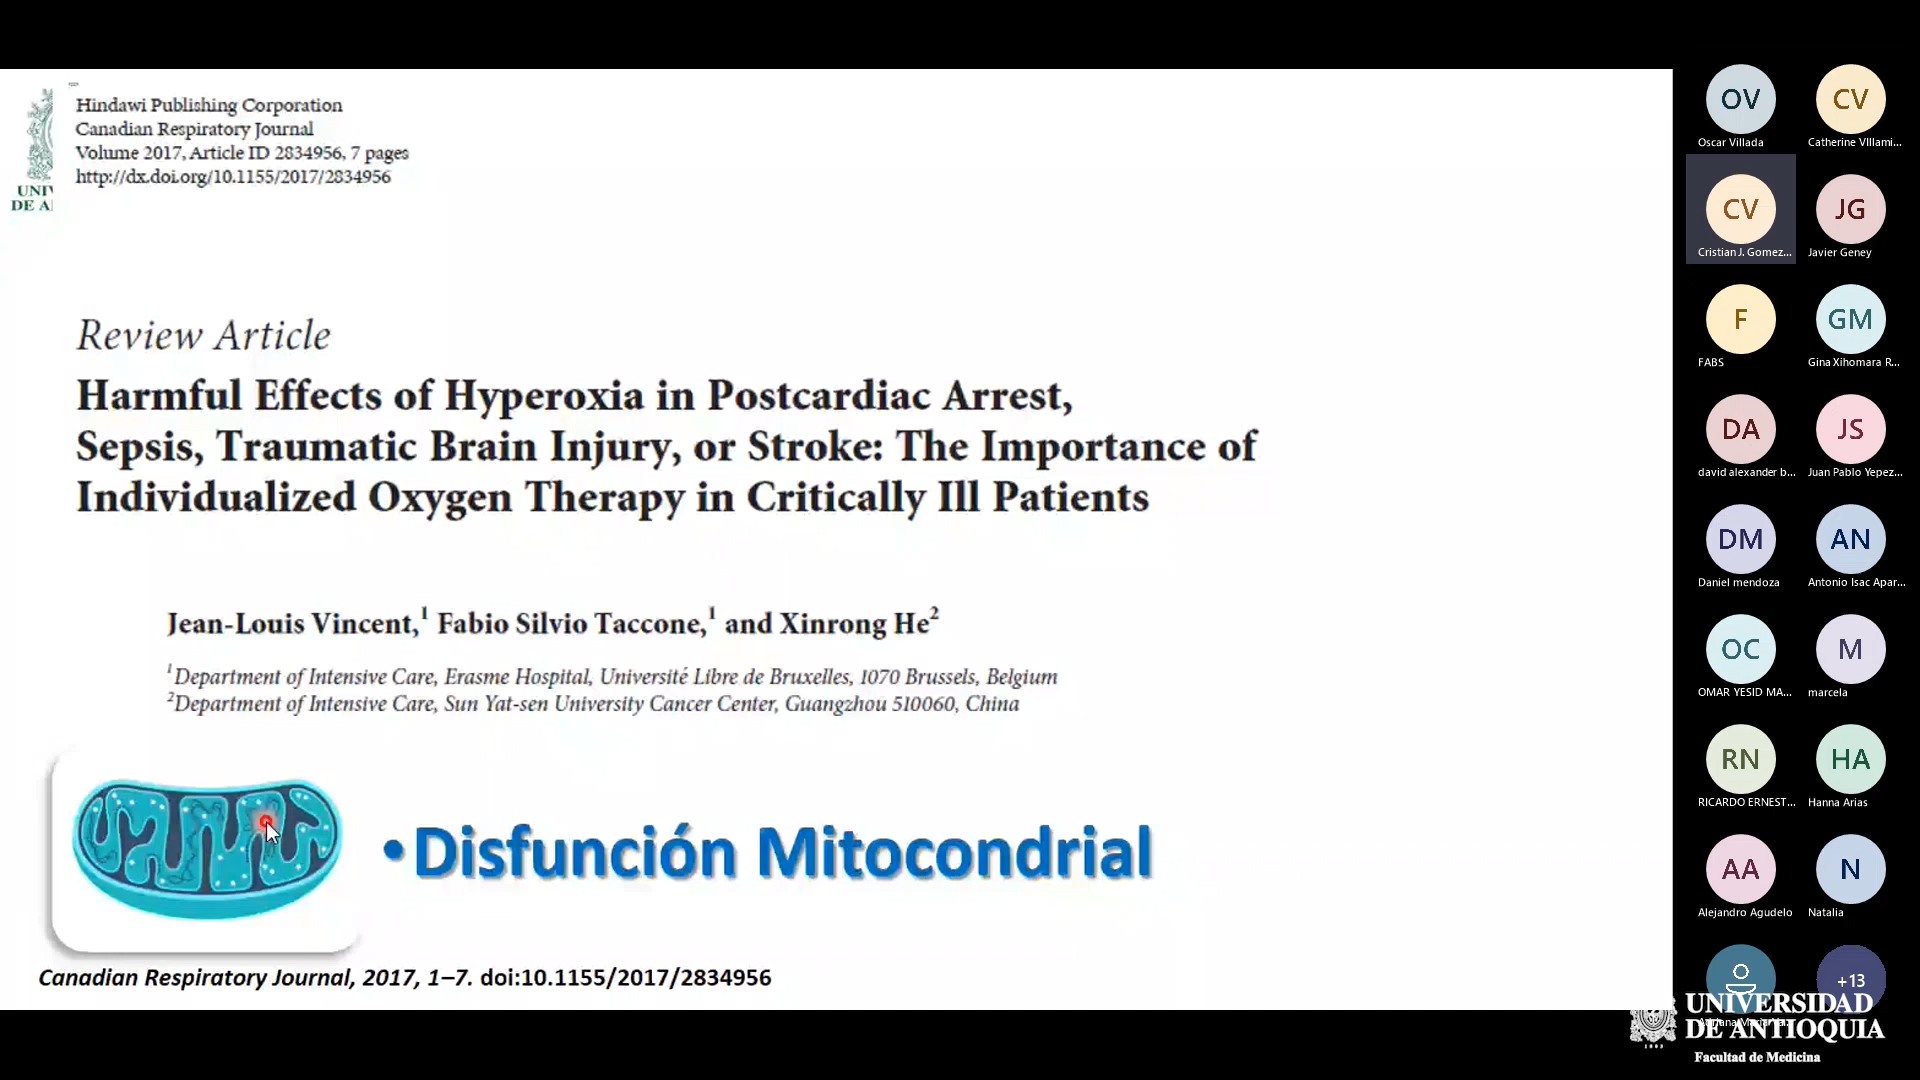 Hindawi Publishing Corporation
Canadian Respiratory Journal
Volume 2017, Article ID 2834956, 7 pages
http://dx.doi.org/10.1155/2017/2834956
UNIV
DE A
Review Article
Harmful Effects of Hyperoxia in Postcardiac Arrest,
Sepsis, Traumatic Brain Injury, or Stroke: The Importance of
Individualized Oxygen Therapy in Critically Ill Patients
Jean-Louis Vincent,1 Fabio Silvio Taccone,1 and Xinrong He2
1Department of Intensive Care, Erasme Hospital, Université Libre de Bruxelles, 1070 Brussels, Belgium
2Department of Intensive Care, Sun Yat-sen University Cancer Center, Guangzhou 510060, China
•Disfunción Mitocondrial
Canadian Respiratory Journal, 2017, 1–7. doi:10.1155/2017/2834956
OV
Oscar Villada
CV
Catherine VIllami...
CV
Cristian J. Gomez...
JG
Javier Geney
F
FABS
GM
Gina Xihomara R...
DA
david alexander b...
JS
Juan Pablo Yepez...
DM
Daniel mendoza
AN
Antonio Isac Apar...
OC
OMAR YESID MA...
M
marcela
RN
RICARDO ERNEST...
HA
Hanna Arias
AA
Alejandro Agudelo
N
Natalia
+13
UNIVERSIDAD
DE ANTIOQUIA
1803
Facultad de Medicina